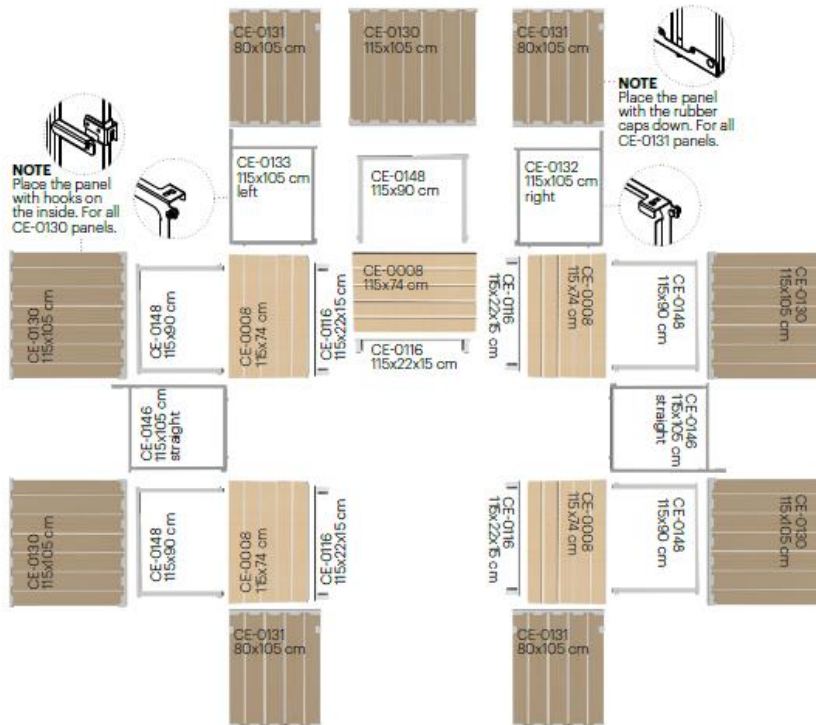 CE-0131
80x105 cm
CE-0130
115x105 cm
CE-0131
80x105 cm
NOTE
Place the panel
with the rubber
caps down. For all
CE-0131 panels.
NOTE
Place the panel
with hooks on
the inside. For all
CE-0130 panels.
CE-0133
115x105 cm
left
CE-0148
115x90 cm
CE-0132
115x105 cm
right
CE-0130
115x105 cm
CE-0148
115x90 cm
CE-0008
115x74 cm
CE-0116
115x22x15 cm
CE-0008
115x74 cm
CE-0116
115x22x15 cm
CE-0116
115x22x15 cm
CE-0008
115x74 cm
CE-0148
115x90 cm
CE-0130
115x105 cm
CE-0146
115x105 cm
straight
CE-0146
115x105 cm
straight
CE-0130
115x105 cm
CE-0148
115x90 cm
CE-0008
115x74 cm
CE-0116
115x22x15 cm
CE-0116
115x22x15 cm
CE-0008
115x74 cm
CE-0148
115x90 cm
CE-0130
115x105 cm
CE-0131
80x105 cm
CE-0131
80x105 cm